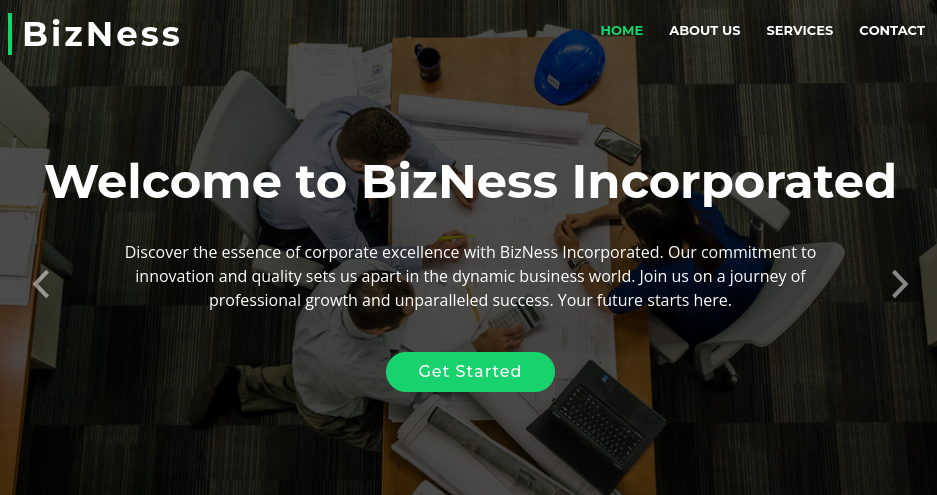 BizNess
HOME ABOUT US SERVICES CONTACT
Welcome to BizNess Incorporated
Discover the essence of corporate excellence with BizNess Incorporated. Our commitment to
innovation and quality sets us apart in the dynamic business world. Join us on a journey of
professional growth and unparalleled success. Your future starts here.
Get Started